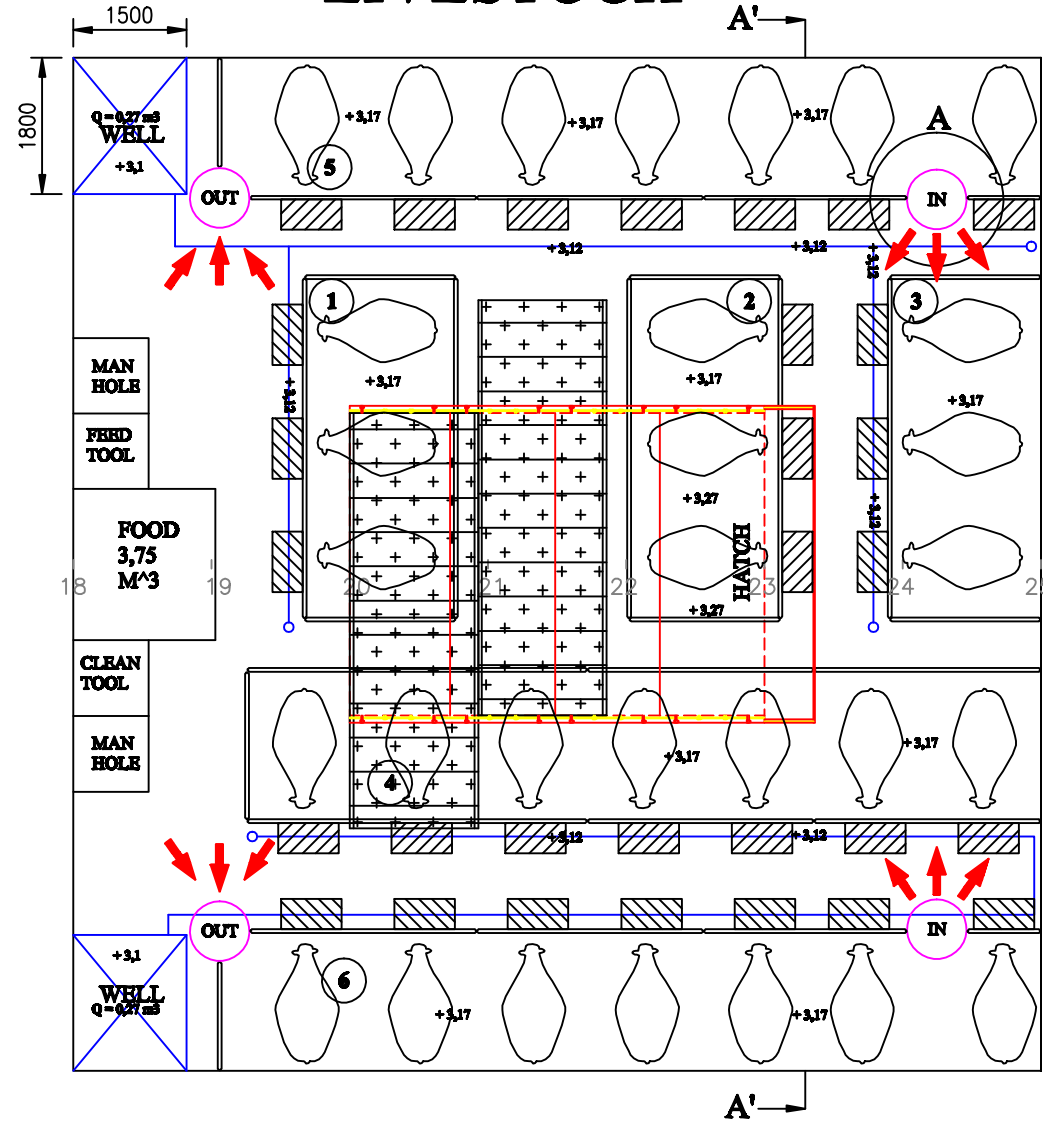 1500
A'
1800
Q = 0,27 m3
WELL
+3,1
+3,17
+3,17
+3,17
A
5
OUT
IN
+3,12
+3,12
+3,12
1
2
3
+3,17
+3,17
+3,17
+3,12
MAN
HOLE
FEED
TOOL
FOOD
3,75
M^3
+3,27
+3,12
HATCH
18
19
20
21
22
23
24
+3,27
CLEAN
TOOL
MAN
HOLE
+3,17
+3,17
4
+3,12
+3,12
OUT
IN
+3,1
WELL
Q = 0,27 m3
6
+3,17
+3,17
A'